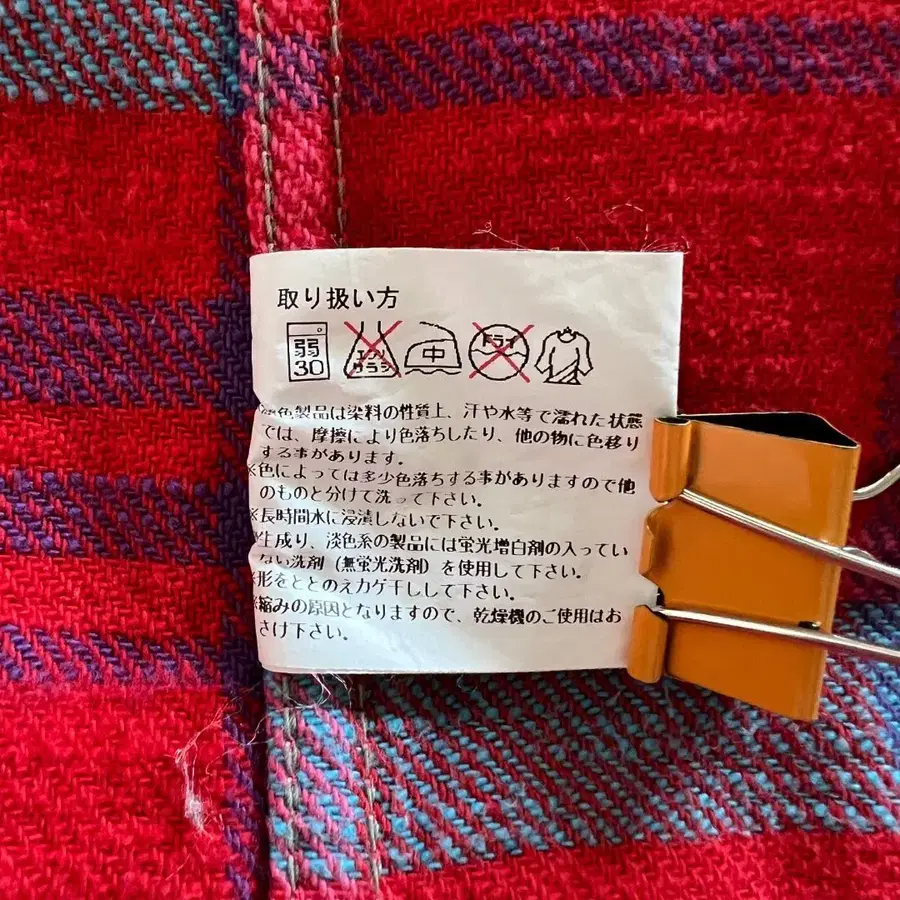 取り扱い方
弱
30
エンソ
サラシ
中
ドライ
色製品は染料の性質上、汗や水等で濡れた状態
では、摩擦により色落ちしたり、他の物に色移り
する事があります。
※色によっては多少色落ちする事がありますので他
のものと分けて洗って下さい。
※長時間水に浸漬しないで下さい。
生成り、淡色系の製品には蛍光増白剤の入ってい
ない洗剤（無蛍光洗剤）を使用して下さい。
※形をととのえカゲ干しして下さい。
※縮みの原因となりますので、乾燥機のご使用はお
さけ下さい。